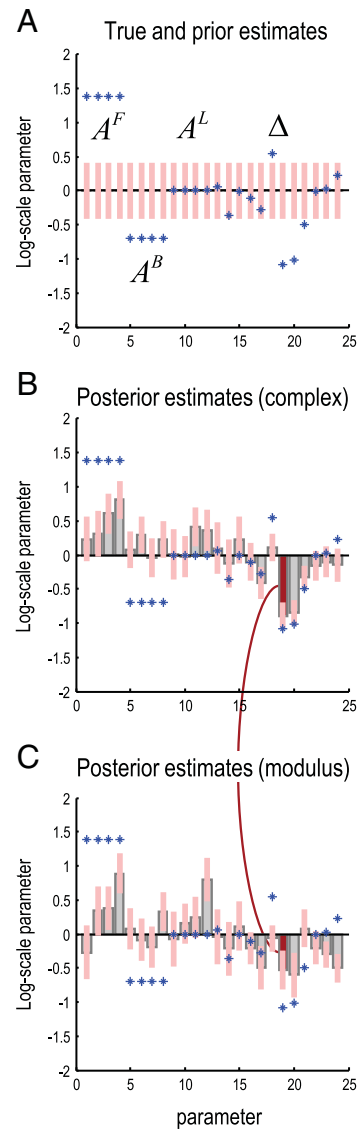 A
True and prior estimates
Log-scale parameter
2
1.5
1
0.5
0
-0.5
-1
-1.5
-2
A^F
A^L
Δ
A^B
0 5 10 15 20 25
B
Posterior estimates (complex)
Log-scale parameter
2
1.5
1
0.5
0
-0.5
-1
-1.5
-2
0 5 10 15 20 25
C
Posterior estimates (modulus)
Log-scale parameter
2
1.5
1
0.5
0
-0.5
-1
-1.5
-2
0 5 10 15 20 25
parameter